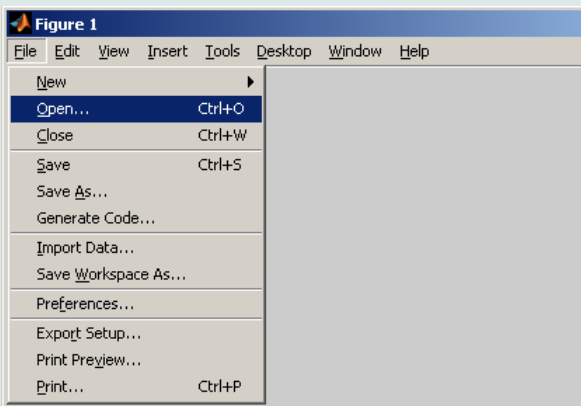 Figure 1
File Edit View Insert Tools Desktop Window Help
New
Open... Ctrl+O
Close Ctrl+W
Save Ctrl+S
Save As...
Generate Code...
Import Data...
Save Workspace As...
Preferences...
Export Setup...
Print Preview...
Print... Ctrl+P